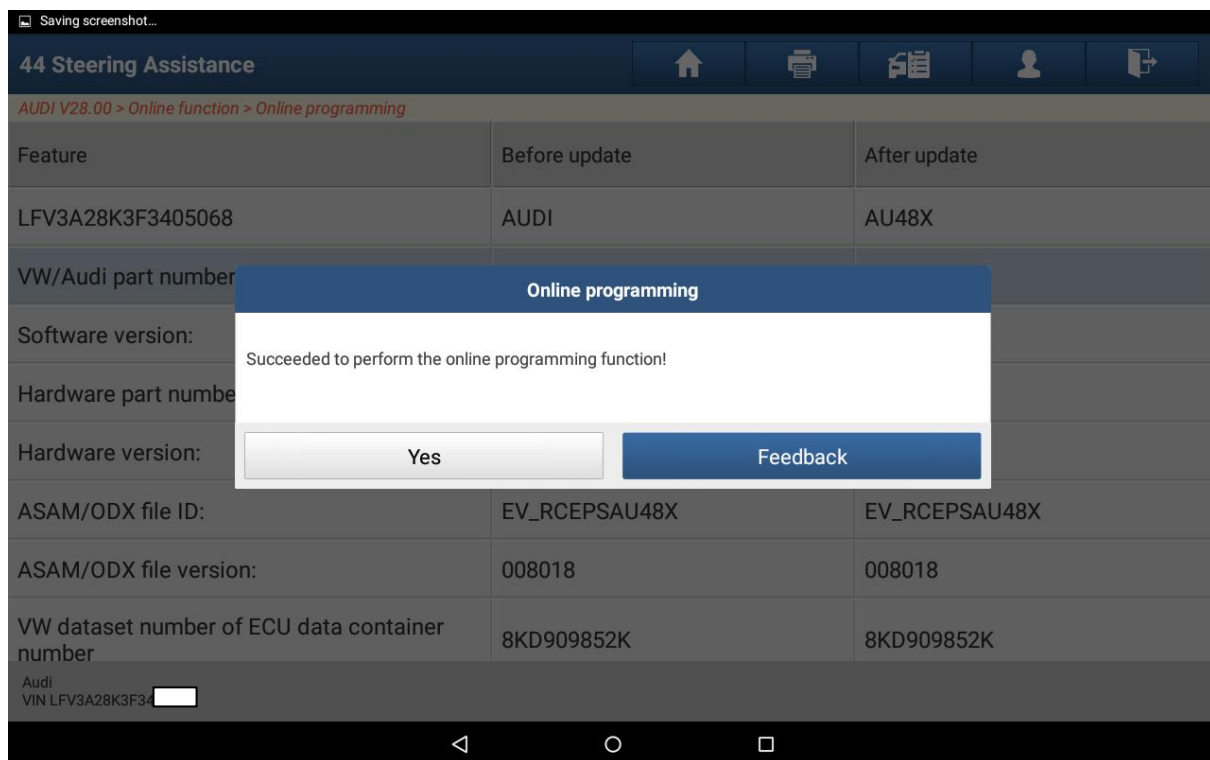 Saving screenshot...
44 Steering Assistance
AUDI V28.00 > Online function > Online programming
Feature Before update After update
LFV3A28K3F3405068 AUDI AU48X
VW/Audi part number
Online programming
Software version:
Succeeded to perform the online programming function!
Hardware part numbe
Hardware version:
Yes Feedback
ASAM/ODX file ID: EV_RCEPSAU48X EV_RCEPSAU48X
ASAM/ODX file version: 008018 008018
VW dataset number of ECU data container
number 8KD909852K 8KD909852K
Audi
VIN LFV3A28K3F34